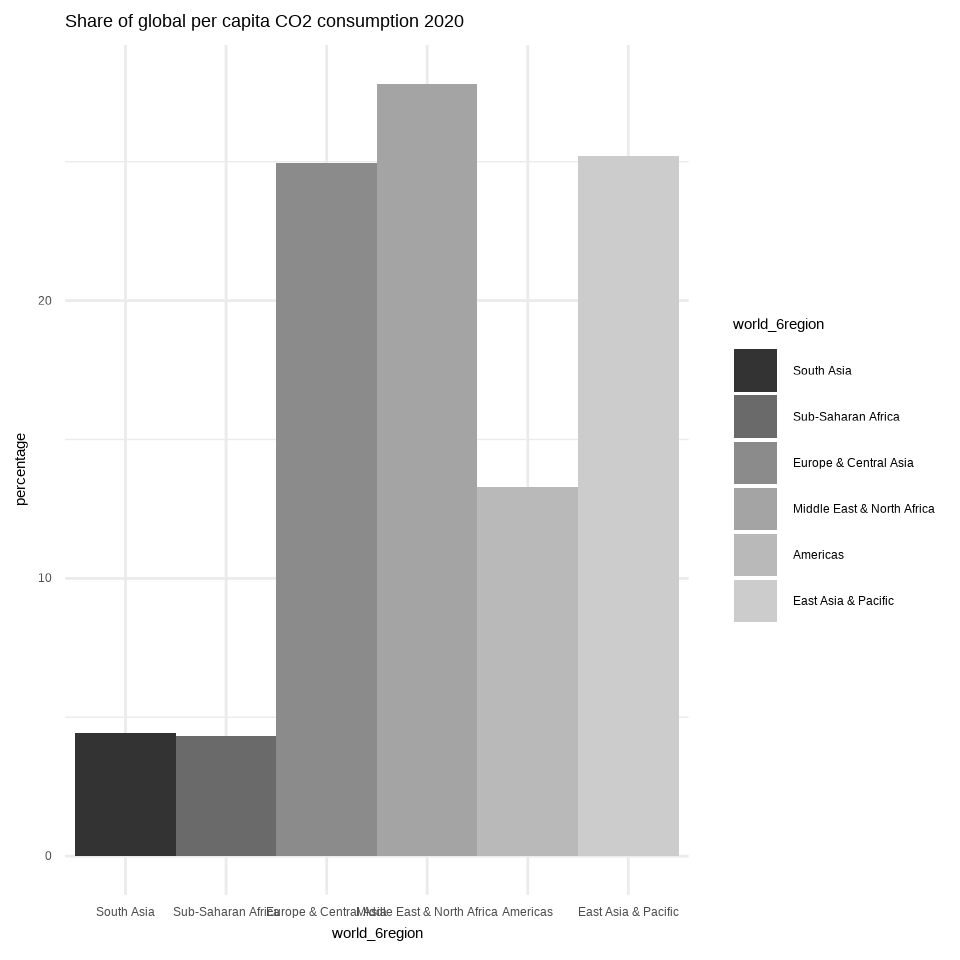 Share of global per capita CO2 consumption 2020
percentage
20
10
0
South Asia
Sub-Saharan Africa
Europe & Central Asia
Middle East & North Africa
Americas
East Asia & Pacific
world_6region
world_6region
South Asia
Sub-Saharan Africa
Europe & Central Asia
Middle East & North Africa
Americas
East Asia & Pacific